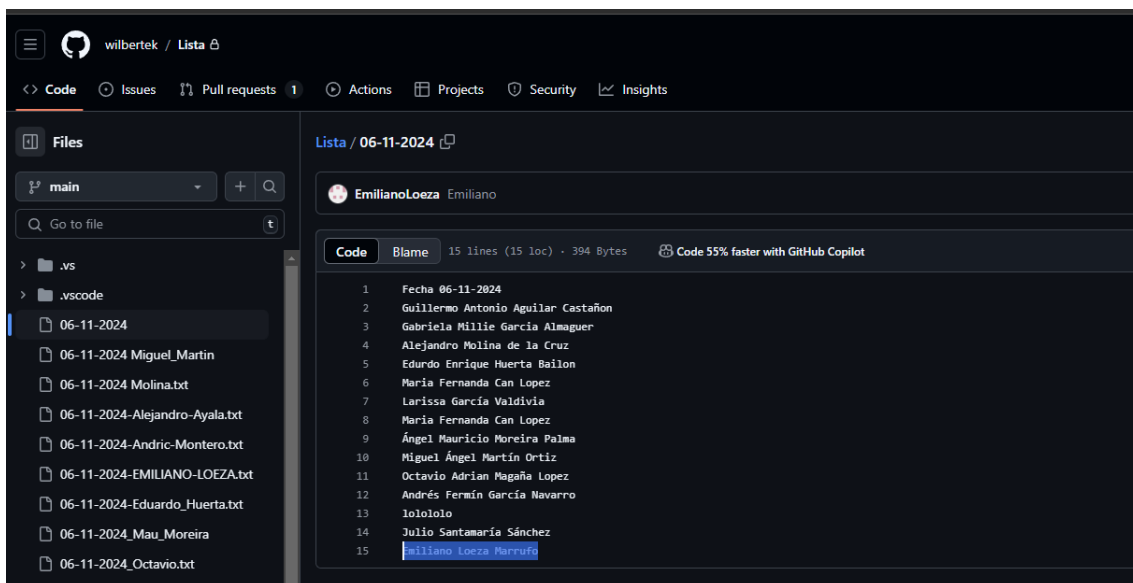 wilbertek / Lista
Code Issues Pull requests 1 Actions Projects Security Insights
Files
main
Go to file t
.vs
.vscode
06-11-2024
06-11-2024 Miguel_Martin
06-11-2024 Molina.txt
06-11-2024-Alejandro-Ayala.txt
06-11-2024-Andric-Montero.txt
06-11-2024-EMILIANO-LOEZA.txt
06-11-2024-Eduardo_Huerta.txt
06-11-2024_Mau_Moreira
06-11-2024_Octavio.txt
Lista / 06-11-2024
EmilianoLoeza Emiliano
Code Blame 15 lines (15 loc) · 394 Bytes Code 55% faster with GitHub Copilot
1 Fecha 06-11-2024
2 Guillermo Antonio Aguilar Castañon
3 Gabriela Millie Garcia Almaguer
4 Alejandro Molina de la Cruz
5 Edurdo Enrique Huerta Bailon
6 Maria Fernanda Can Lopez
7 Larissa García Valdivia
8 Maria Fernanda Can Lopez
9 Ángel Mauricio Moreira Palma
10 Miguel Ángel Martín Ortiz
11 Octavio Adrian Magaña Lopez
12 Andrés Fermín García Navarro
13 lolololo
14 Julio Santamaría Sánchez
15 Emiliano Loeza Marrufo